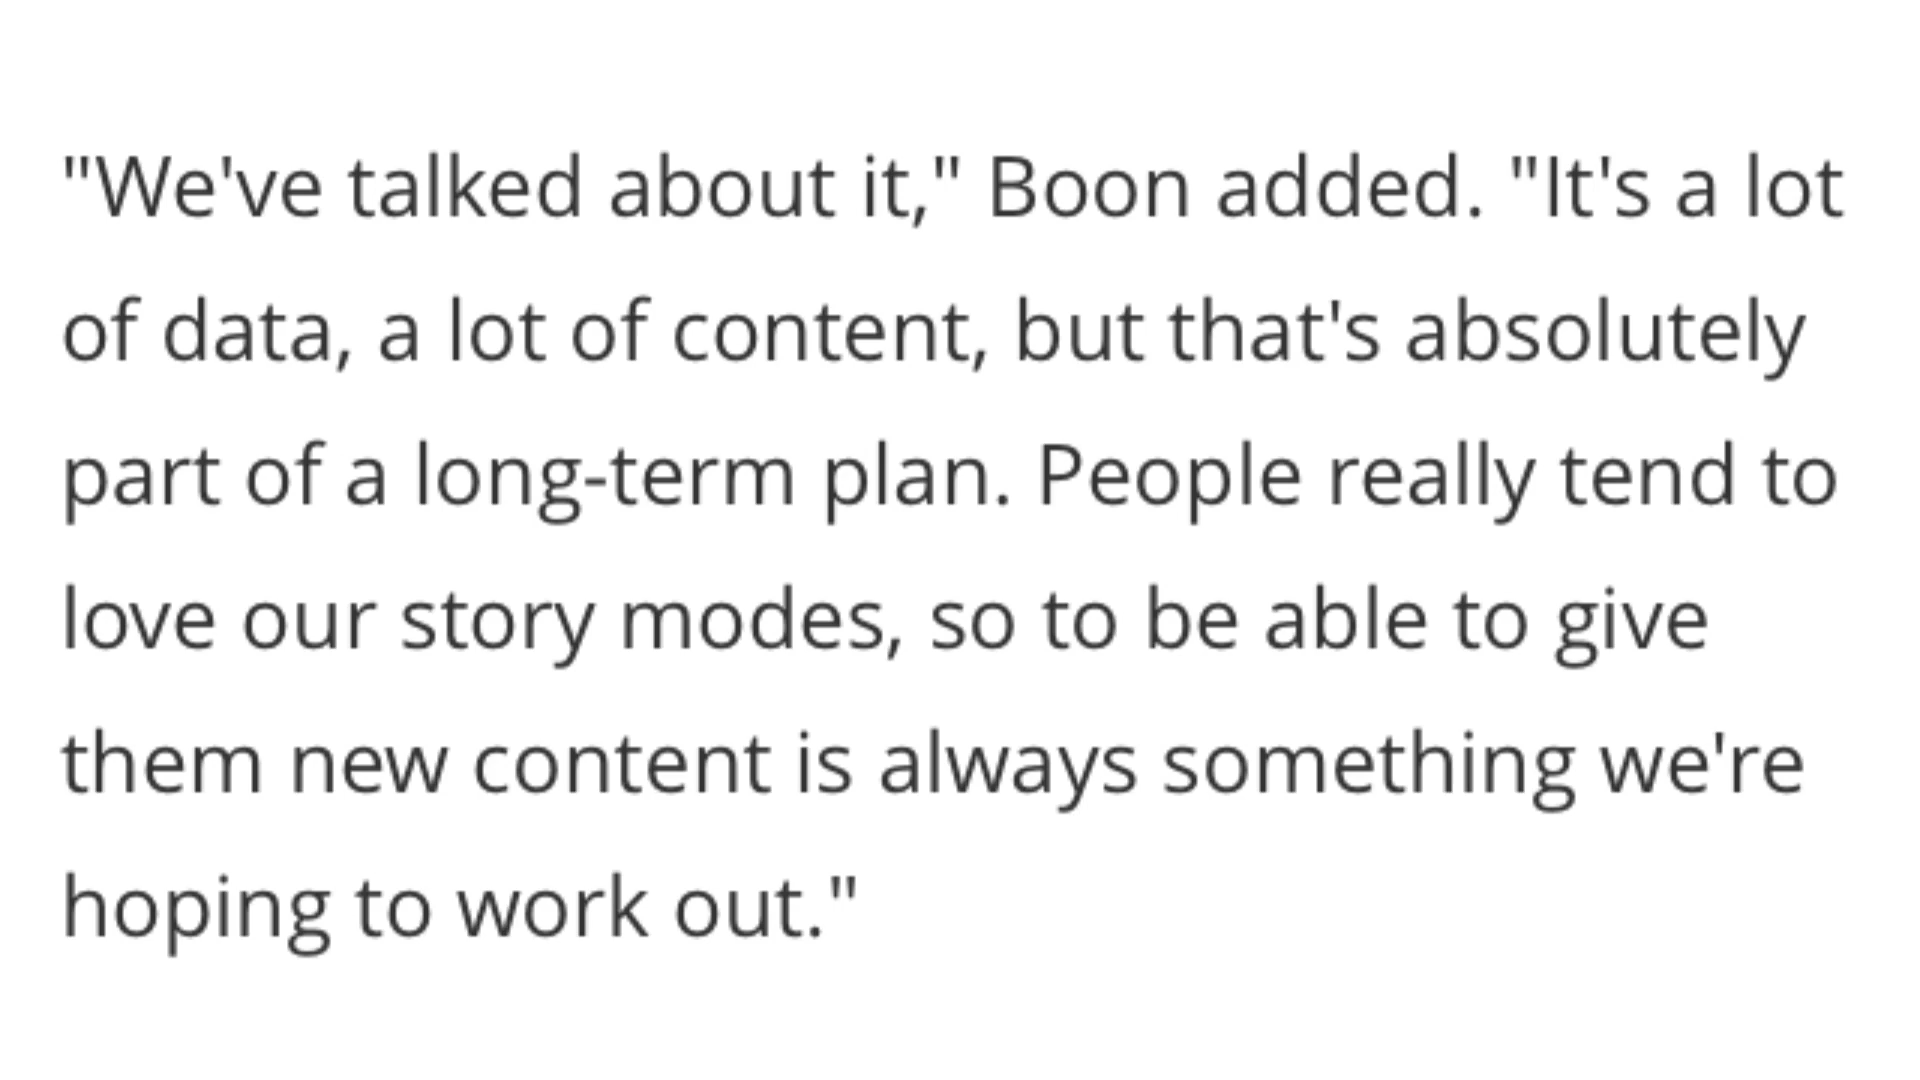 "We've talked about it," Boon added. "It's a lot
of data, a lot of content, but that's absolutely
part of a long-term plan. People really tend to
love our story modes, so to be able to give
them new content is always something we're
hoping to work out."